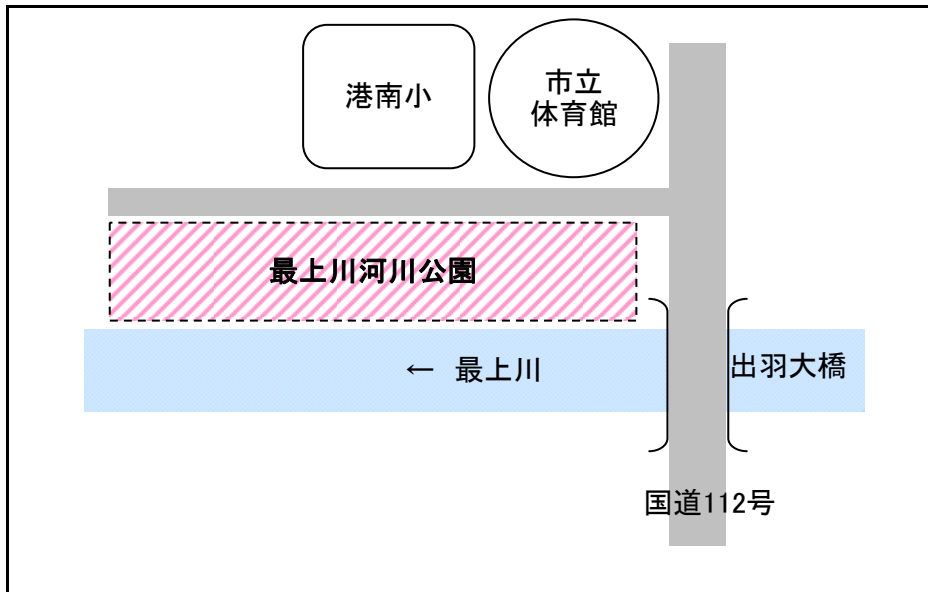 港南小
市立
体育館
最上川河川公園
← 最上川
出羽大橋
国道112号